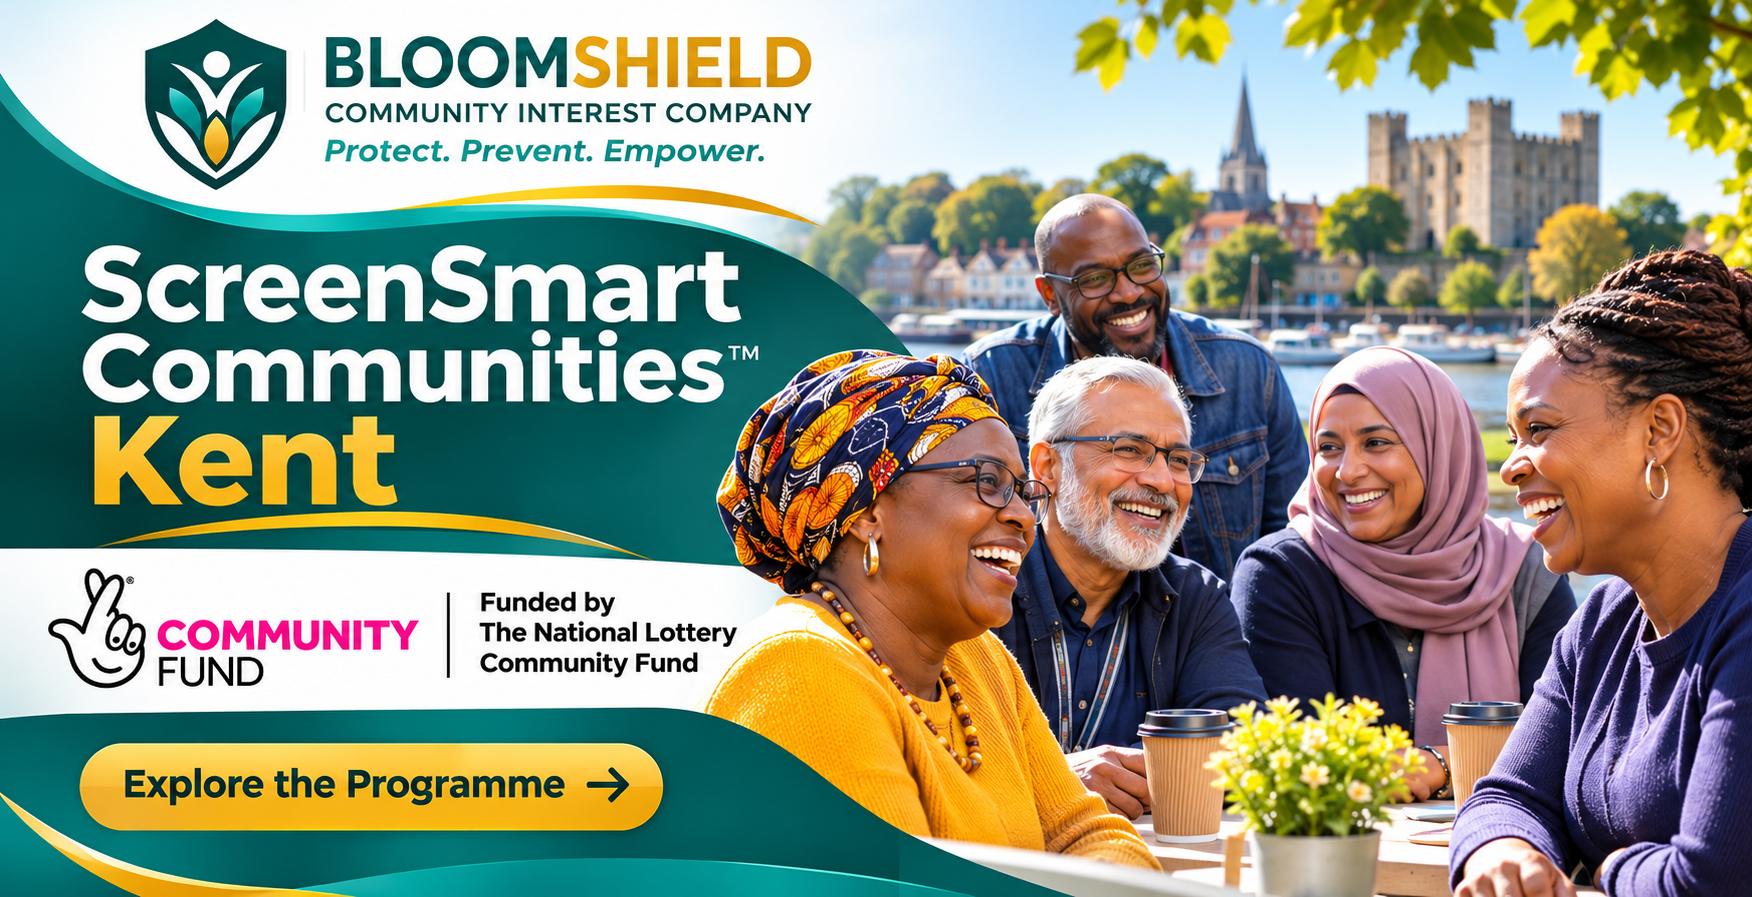 BLOOMSHIELD
COMMUNITY INTEREST COMPANY
Protect. Prevent. Empower.
ScreenSmart
Communities™
Kent
®
COMMUNITY
FUND
Funded by
The National Lottery
Community Fund
Explore the Programme →